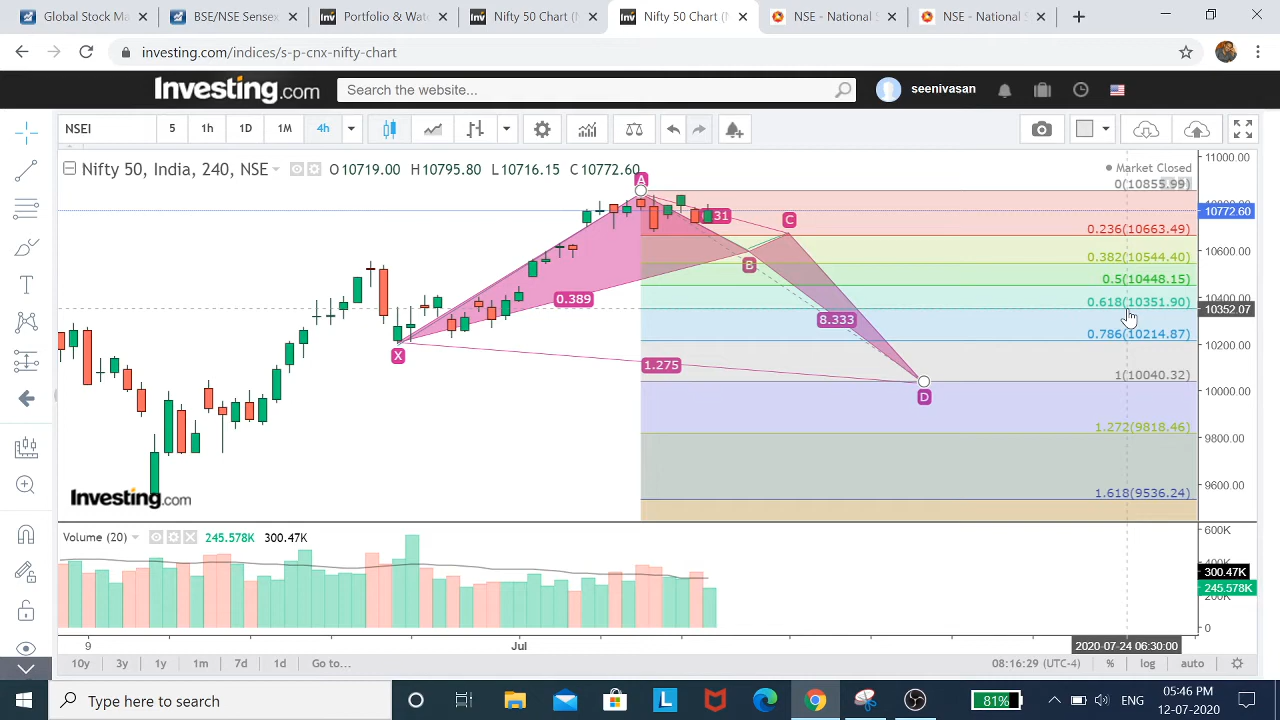 Global Stock Ma
BSE/NSE Sensex
Portfolio & Wat
Nifty 50 Chart (N
Nifty 50 Chart (N
NSE - National
NSE - National S
investing.com/indices/s-p-cnx-nifty-chart
Investing.com
Search the website...
seenivasan
NSEI
5
1h
1D
1M
4h
Nifty 50, India, 240, NSE
O10719.00 H10795.80 L10716.15 C10772.60
Market Closed
11000.00
0(10855.99)
10772.60
0.236(10663.49)
10600.00
0.382(10544.40)
0.5(10448.15)
10400.00
0.618(10351.90)
10352.07
0.786(10214.87)
10200.00
1(10040.32)
10000.00
1.272(9818.46)
9800.00
9600.00
1.618(9536.24)
A
C
B
0.389
8.333
X
1.275
D
Investing.com
Volume (20)
245.578K
300.47K
600K
300.47K
245.578K
0
9
Jul
2020-07-24 06:30:00
10y
3y
1y
1m
7d
1d
Go to...
08:16:29 (UTC-4)
%
log
auto
Type here to search
L
81%
ENG
05:46 PM
12-07-2020